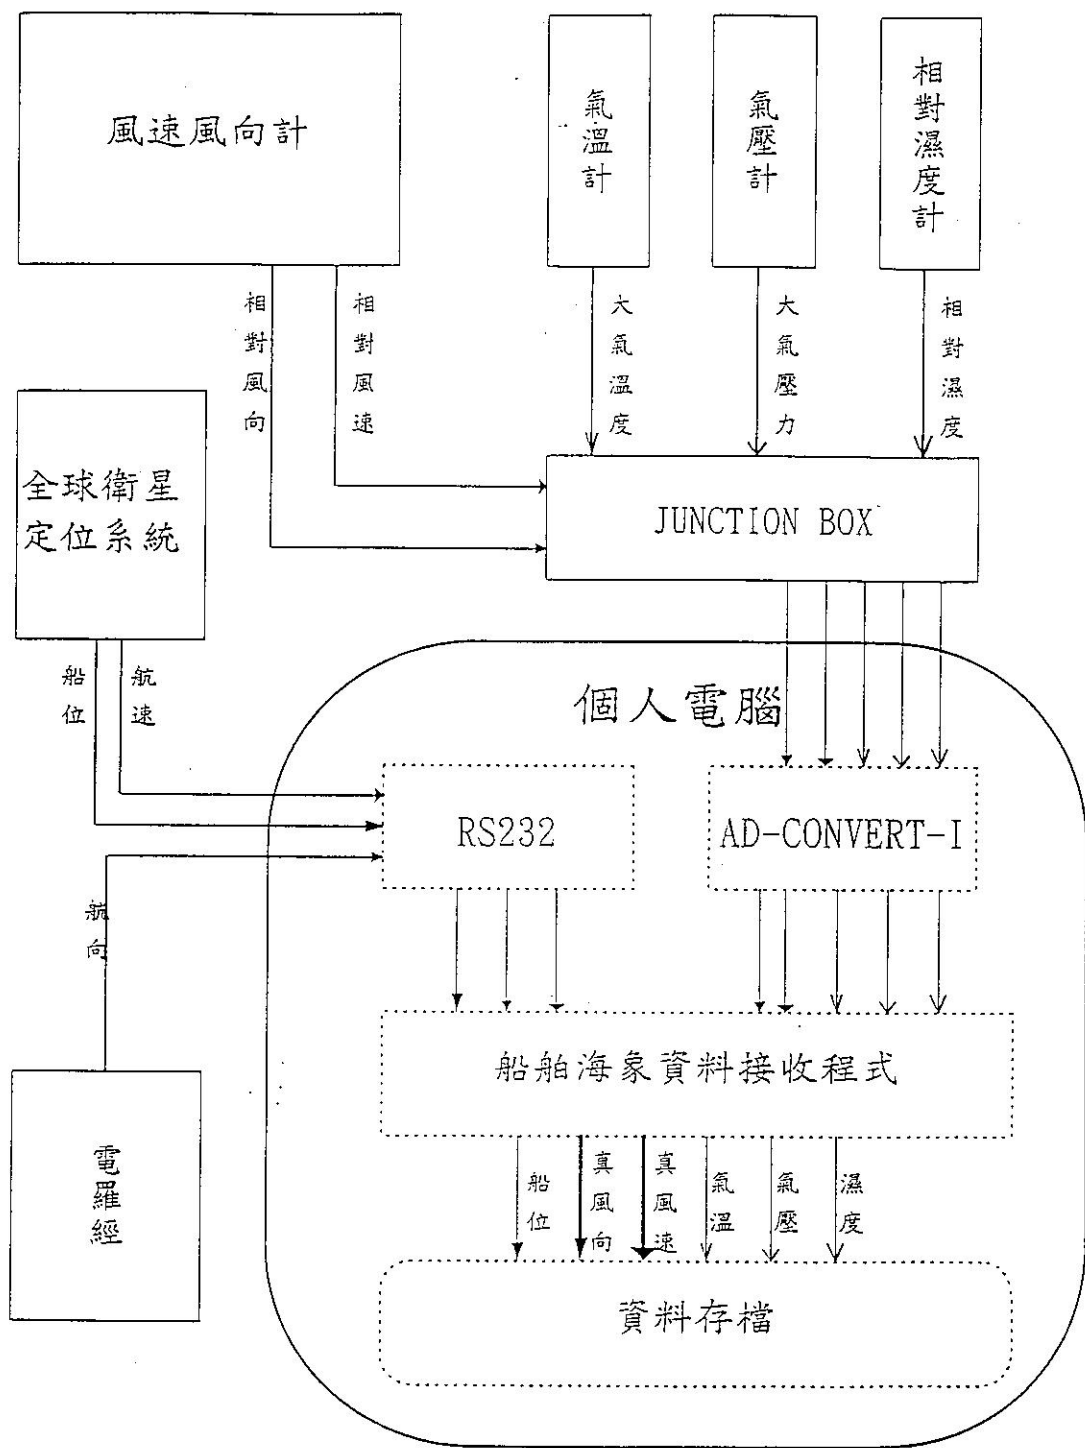 風速風向計
氣溫計
氣壓計
相對濕度計
相對風向
相對風速
大氣溫度
大氣壓力
相對濕度
全球衛星
定位系統
JUNCTION BOX
船位
航速
個人電腦
RS232
AD-CONVERT-I
航向
船舶海象資料接收程式
電羅經
船位
真風向
真風速
氣溫
氣壓
濕度
資料存檔